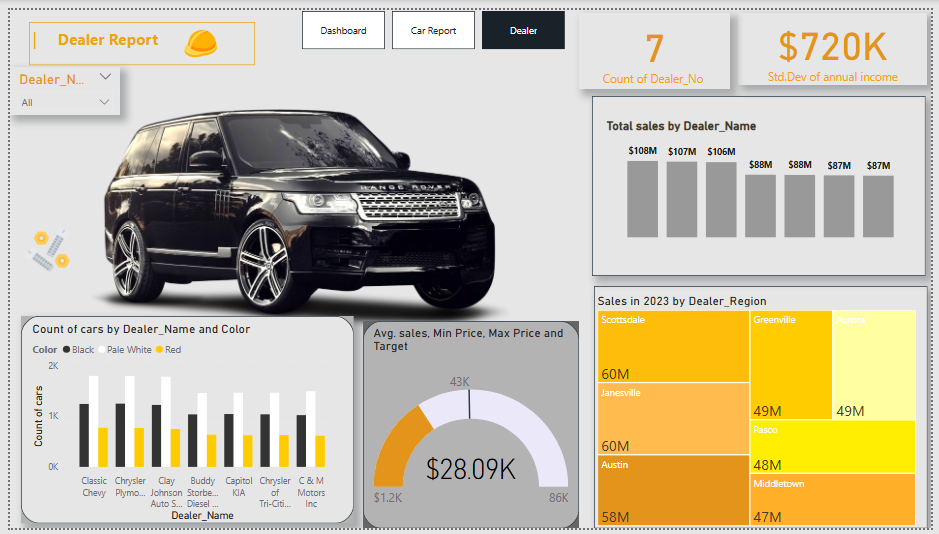 Dealer Report
Dashboard
Car Report
Dealer
7
Count of Dealer_No
$720K
Std.Dev of annual income
Dealer_N...
All
RANGE ROVER
Total sales by Dealer_Name
$108M
$107M
$106M
$88M
$88M
$87M
$87M
Count of cars by Dealer_Name and Color
Color Black Pale White Red
Count of cars
2K
1K
0K
Classic
Chevy
Chrysler
Plymo...
Clay
Johnson
Auto S...
Buddy
Storbe...
Diesel ...
Capitol
KIA
Chrysler
of
Tri-Citi...
C & M
Motors
Inc
Dealer_Name
Avg. sales, Min Price, Max Price and
Target
43K
$28.09K
$1.2K
86K
Sales in 2023 by Dealer_Region
Scottsdale
60M
Janesville
60M
Austin
58M
Greenville
49M
Aurora
49M
Pasco
48M
Middletown
47M